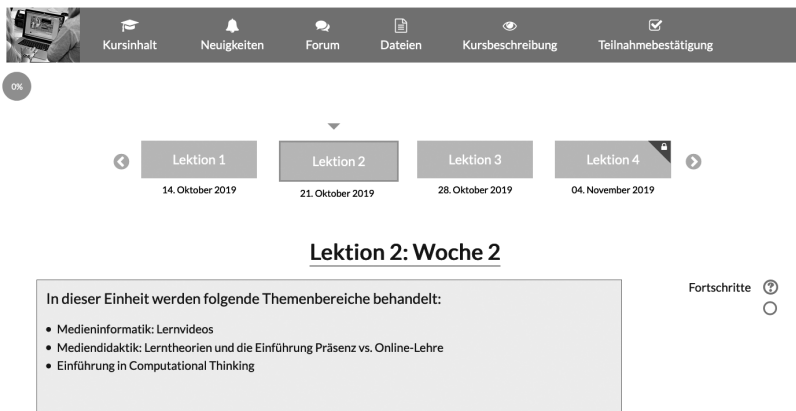 Kursinhalt Neuigkeiten Forum Dateien Kursbeschreibung Teilnahmebestätigung
0%
Lektion 1 Lektion 2 Lektion 3 Lektion 4
14. Oktober 2019 21. Oktober 2019 28. Oktober 2019 04. November 2019
Lektion 2: Woche 2
Fortschritte ?
In dieser Einheit werden folgende Themenbereiche behandelt:
• Medieninformatik: Lernvideos
• Mediendidaktik: Lerntheorien und die Einführung Präsenz vs. Online-Lehre
• Einführung in Computational Thinking